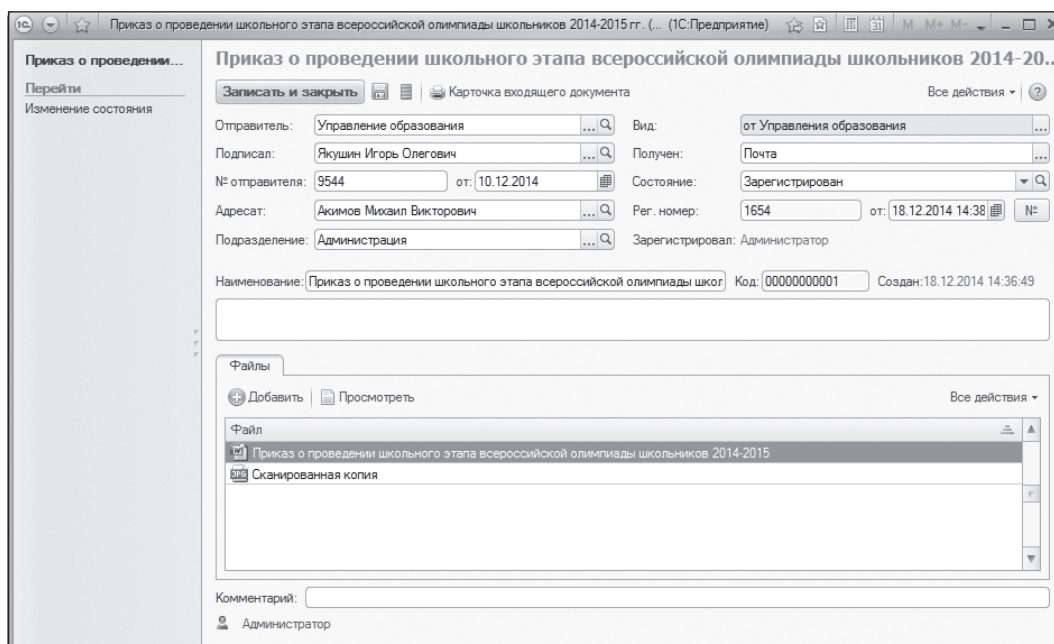 Приказ о проведении школьного этапа всероссийской олимпиады школьников 2014-2015 гг. (... (1С:Предприятие) M M+ M-
Приказ о проведении...
Перейти
Изменение состояния
Приказ о проведении школьного этапа всероссийской олимпиады школьников 2014-20...
Записать и закрыть Карточка входящего документа Все действия
Отправитель: Управление образования Вид: от Управления образования
Подписал: Якушин Игорь Олегович Получен: Почта
№ отправителя: 9544 от: 10.12.2014 Состояние: Зарегистрирован
Адресат: Акимов Михаил Викторович Рег. номер: 1654 от: 18.12.2014 14:38 №
Подразделение: Администрация Зарегистрировал: Администратор
Наименование: Приказ о проведении школьного этапа всероссийской олимпиады школ Код: 00000000001 Создан:18.12.2014 14:36:49
Файлы
Добавить Просмотреть Все действия
Файл
Приказ о проведении школьного этапа всероссийской олимпиады школьников 2014-2015
Сканированная копия
Комментарий:
Администратор